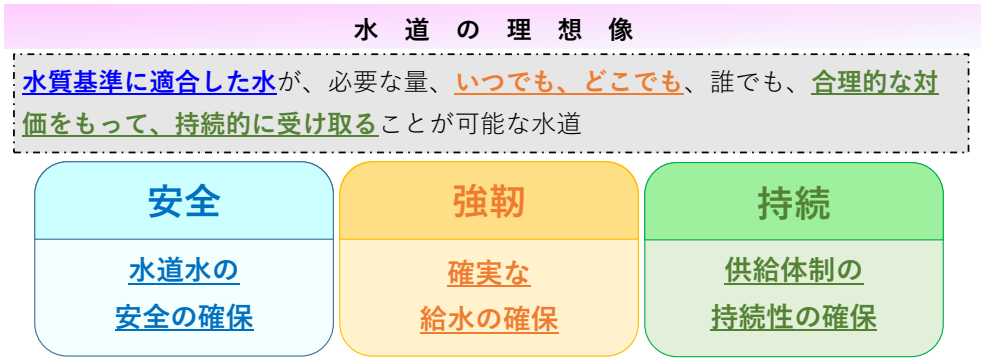 水道の理想像
水質基準に適合した水が、必要な量、いつでも、どこでも、誰でも、合理的な対
価をもって、持続的に受け取ることが可能な水道
安全
水道水の
安全の確保
強靭
確実な
給水の確保
持続
供給体制の
持続性の確保